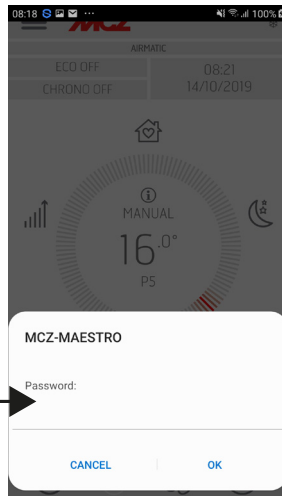 08:18 100%
MCZ
AIRMATIC
ECO OFF
08:21
CHRONO OFF
14/10/2019
MANUAL
16.0°
P5
MCZ-MAESTRO
Password:
CANCEL OK